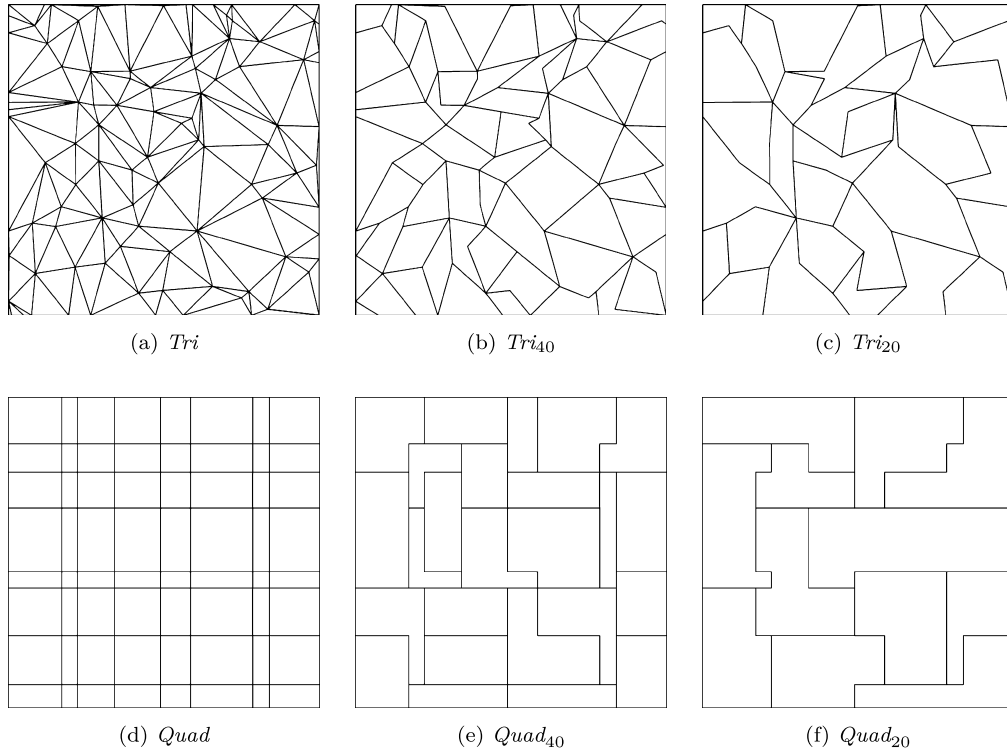 (a) Tri
(b) Tri₄₀
(c) Tri₂₀
(d) Quad
(e) Quad₄₀
(f) Quad₂₀